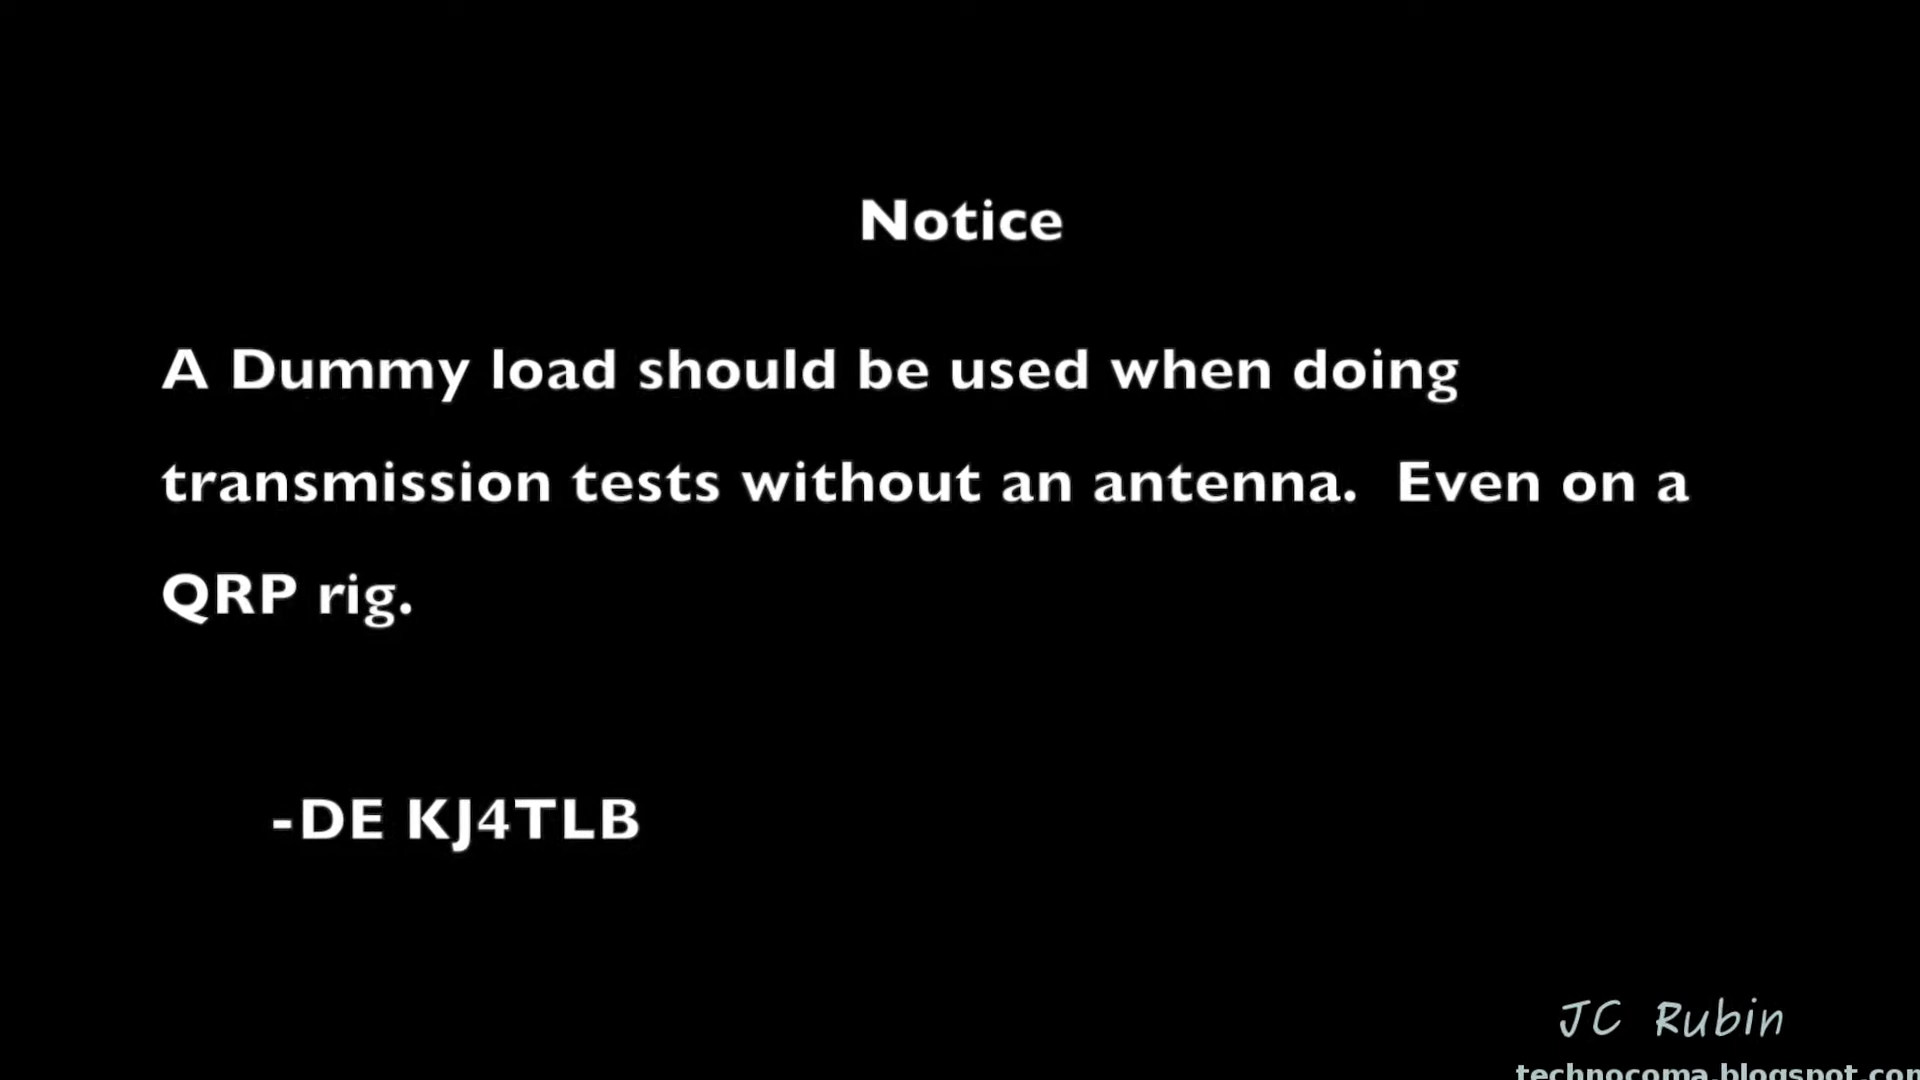 Notice
A Dummy load should be used when doing
transmission tests without an antenna.  Even on a
QRP rig.
-DE KJ4TLB
JC Rubin
technocoma.blogspot.com